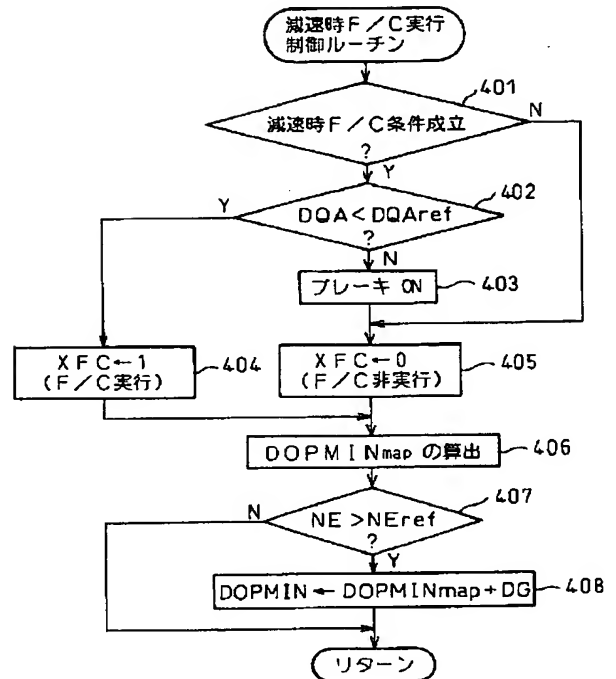 減速時F／C実行
制御ルーチン
401
減速時F／C条件成立
?
N
Y
402
DQA<DQAref
?
Y
N
ブレーキ ON
403
XFC←1
(F／C実行)
404
XFC←0
(F／C非実行)
405
DOPMINmap の算出
406
407
NE>NEref
?
N
Y
DOPMIN←DOPMINmap+DG
408
リターン